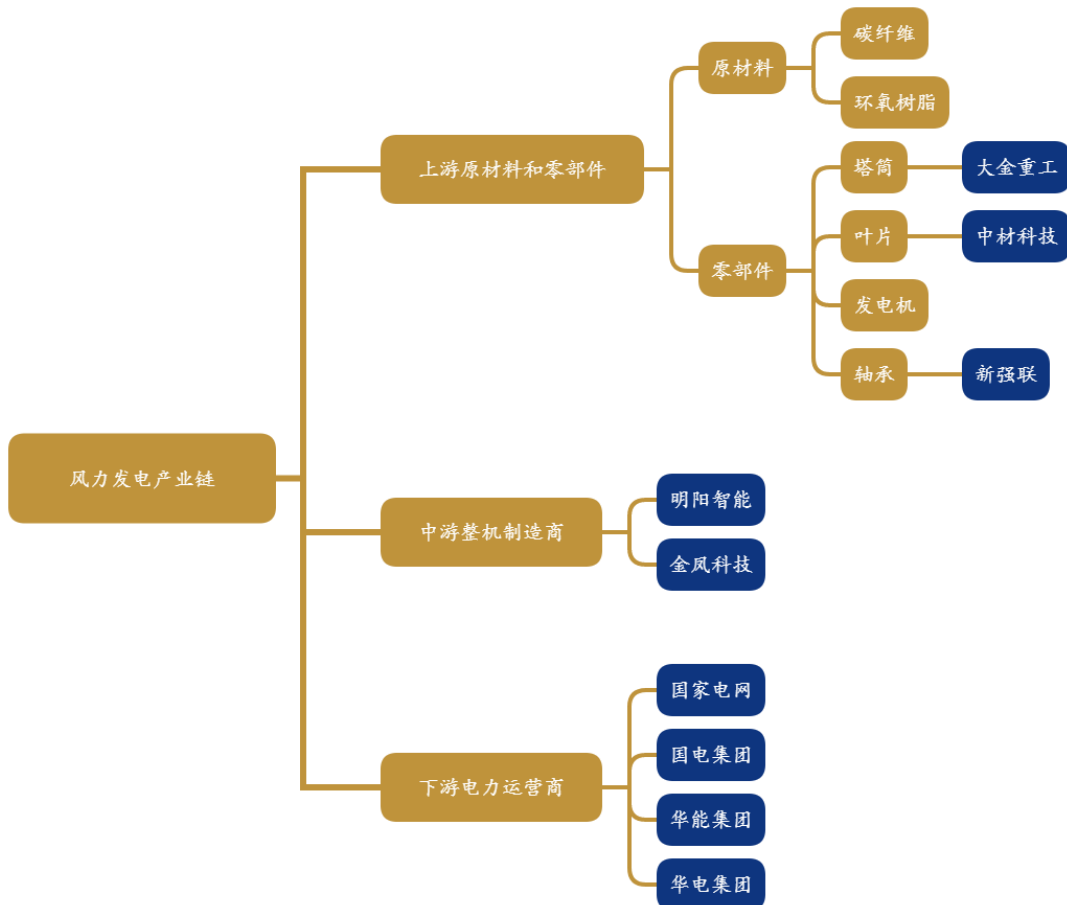 风力发电产业链
上游原材料和零部件
原材料
碳纤维
环氧树脂
零部件
塔筒
大金重工
叶片
中材科技
发电机
轴承
新强联
中游整机制造商
明阳智能
金凤科技
下游电力运营商
国家电网
国电集团
华能集团
华电集团